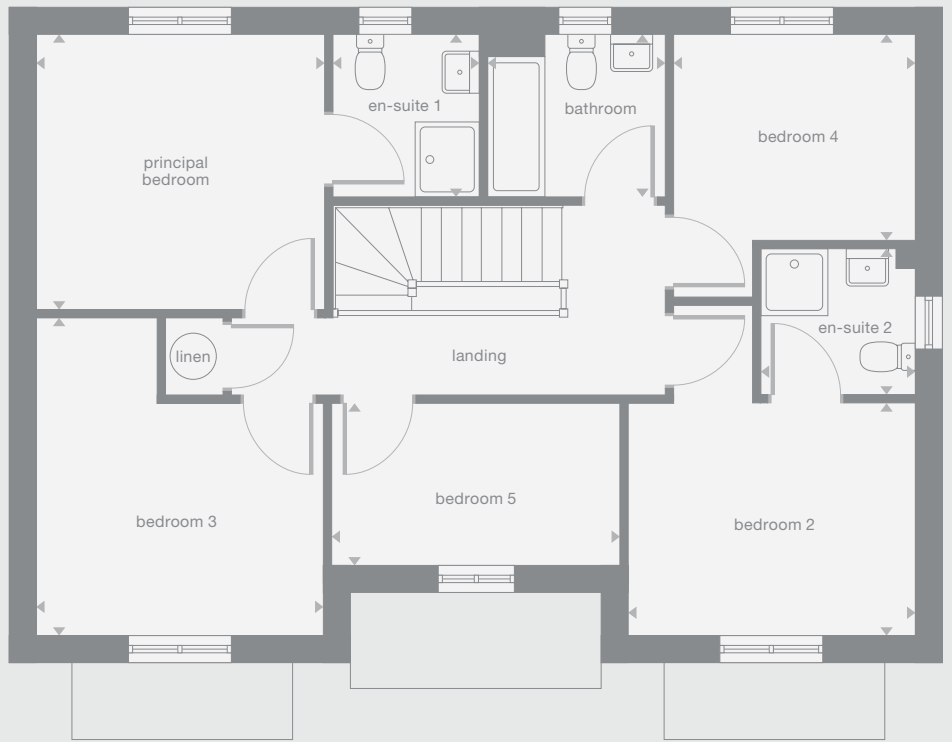 en-suite 1
bathroom
bedroom 4
principal
bedroom
en-suite 2
linen
landing
bedroom 5
bedroom 3
bedroom 2